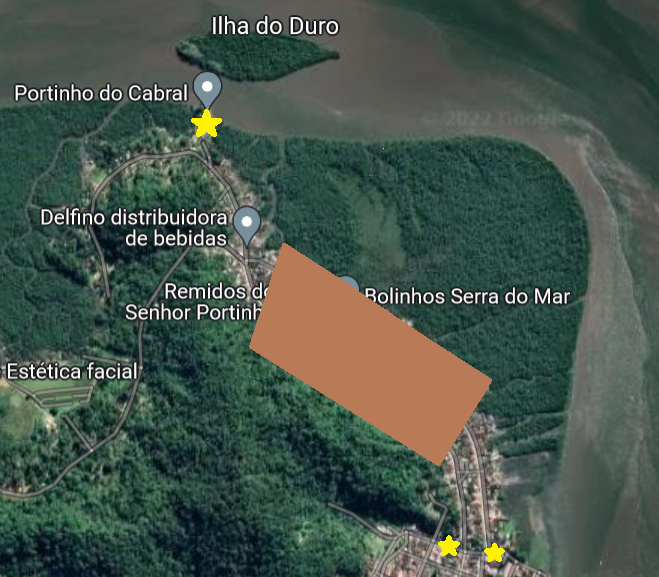 Ilha do Duro
Portinho do Cabral
© 2022 Google
Delfino distribuidora
de bebidas
Remidos do
Senhor Portinh
Bolinhos Serra do Mar
Estética facial